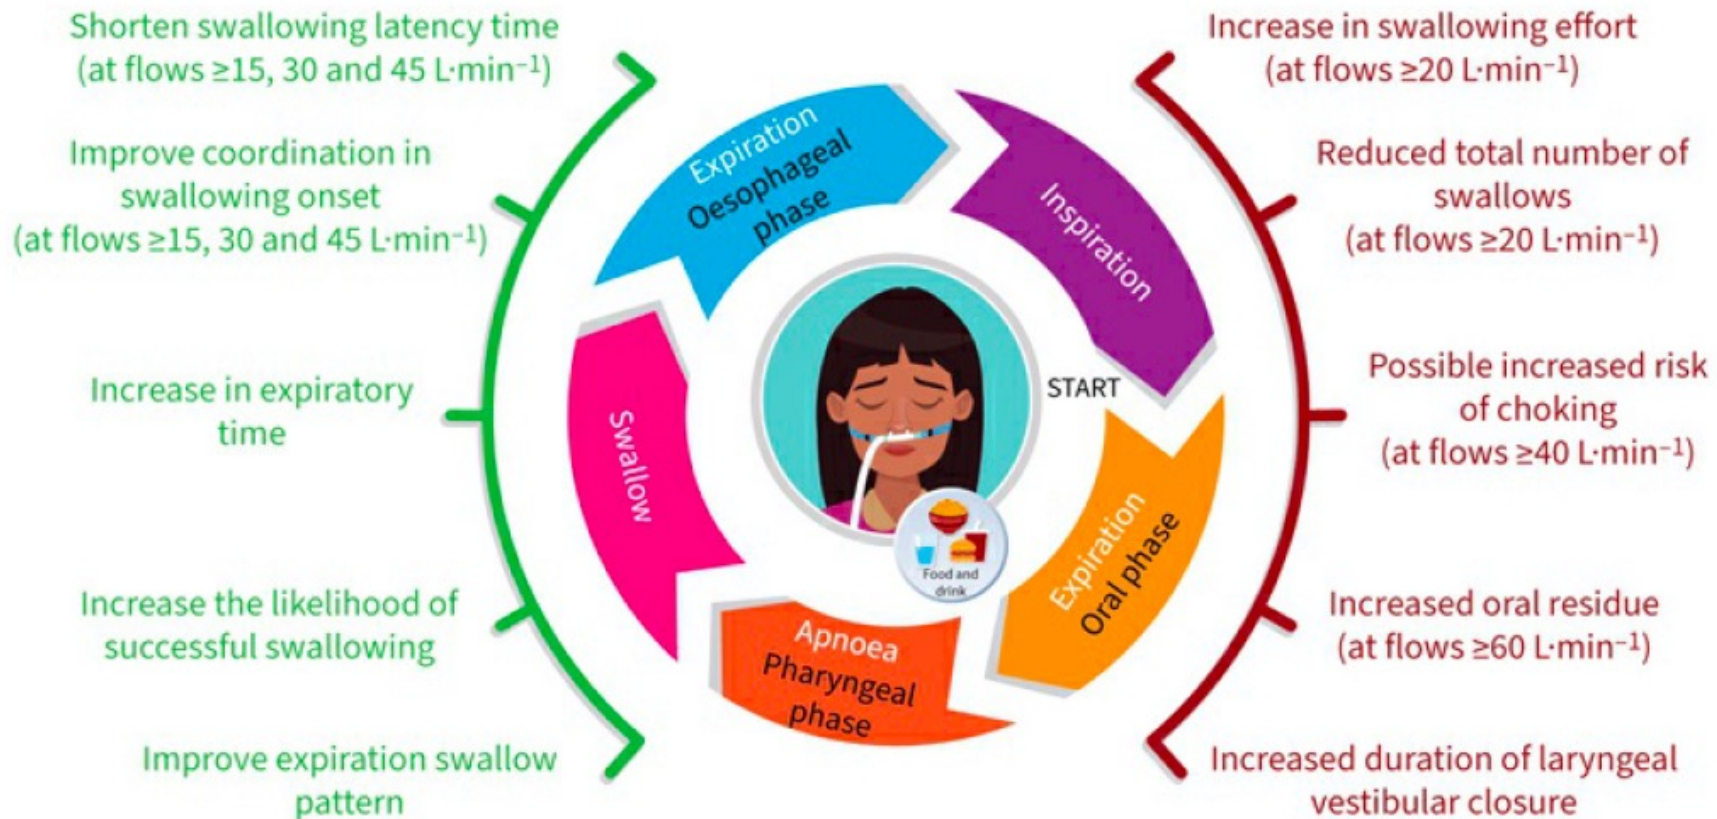 Shorten swallowing latency time
(at flows ≥15, 30 and 45 L·min⁻¹)
Improve coordination in
swallowing onset
(at flows ≥15, 30 and 45 L·min⁻¹)
Increase in expiratory
time
Increase the likelihood of
successful swallowing
Improve expiration swallow
pattern
Expiration
Oesophageal
phase
Inspiration
START
Expiration
Oral phase
Apnoea
Pharyngeal
phase
Swallow
Food and
drink
Increase in swallowing effort
(at flows ≥20 L·min⁻¹)
Reduced total number of
swallows
(at flows ≥20 L·min⁻¹)
Possible increased risk
of choking
(at flows ≥40 L·min⁻¹)
Increased oral residue
(at flows ≥60 L·min⁻¹)
Increased duration of laryngeal
vestibular closure